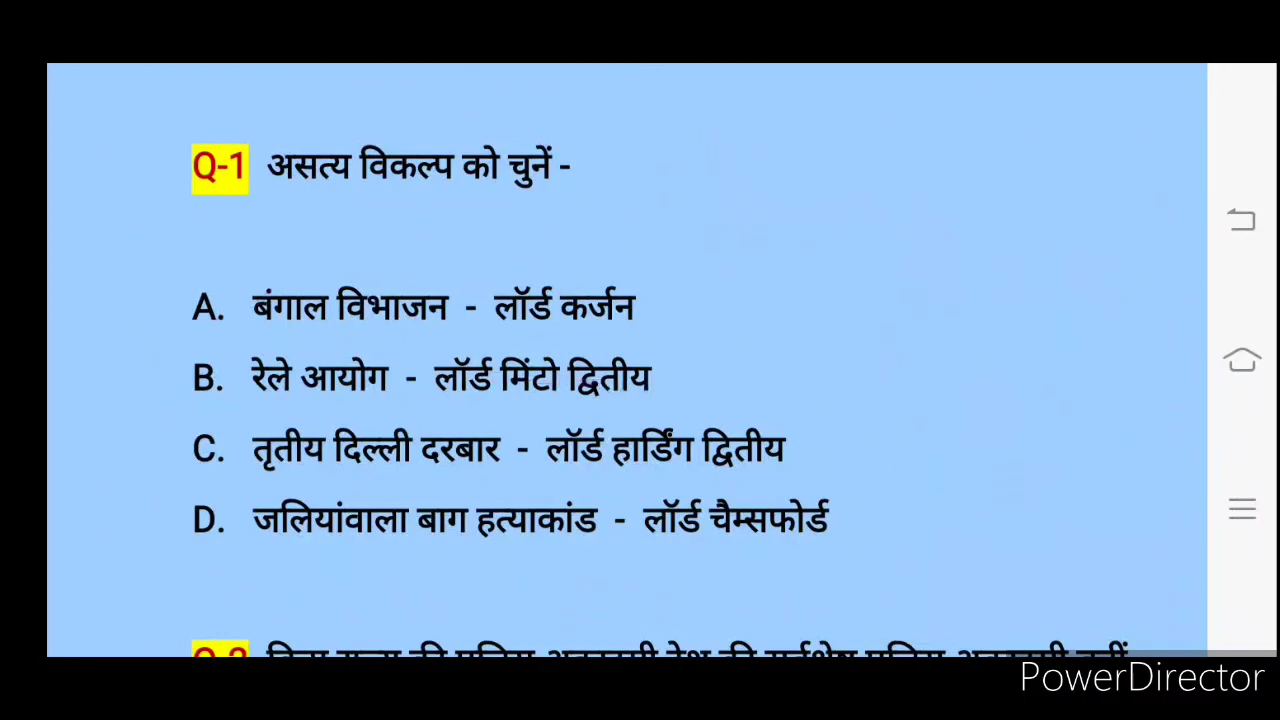 Q-1 असत्य विकल्प को चुनें -
A. बंगाल विभाजन - लॉर्ड कर्जन
B. रेले आयोग - लॉर्ड मिंटो द्वितीय
C. तृतीय दिल्ली दरबार - लॉर्ड हार्डिंग द्वितीय
D. जलियांवाला बाग हत्याकांड - लॉर्ड चैम्सफोर्ड
PowerDirector